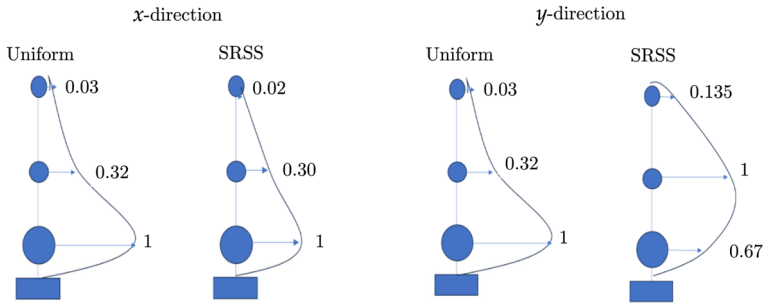 x-direction
y-direction
Uniform
SRSS
Uniform
SRSS
0.03
0.02
0.03
0.135
0.32
0.30
0.32
1
1
1
1
0.67